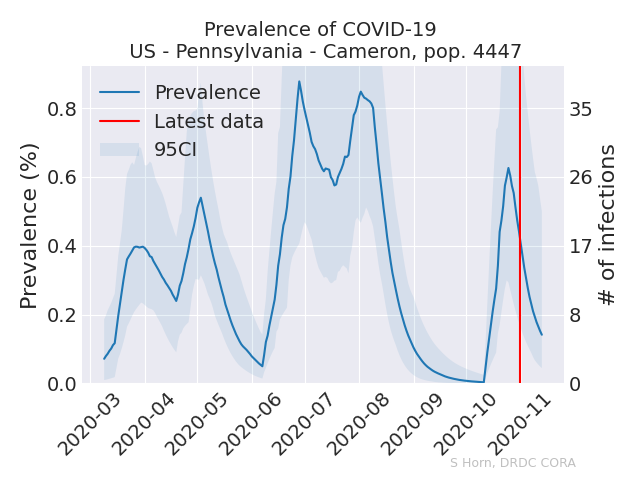 Prevalence of COVID-19
US - Pennsylvania - Cameron, pop. 4447
Prevalence
Latest data
95CI
Prevalence (%)
0.8
0.6
0.4
0.2
0.0
35
26
17
8
0
# of infections
2020-03
2020-04
2020-05
2020-06
2020-07
2020-08
2020-09
2020-10
2020-11
S Horn, DRDC CORA